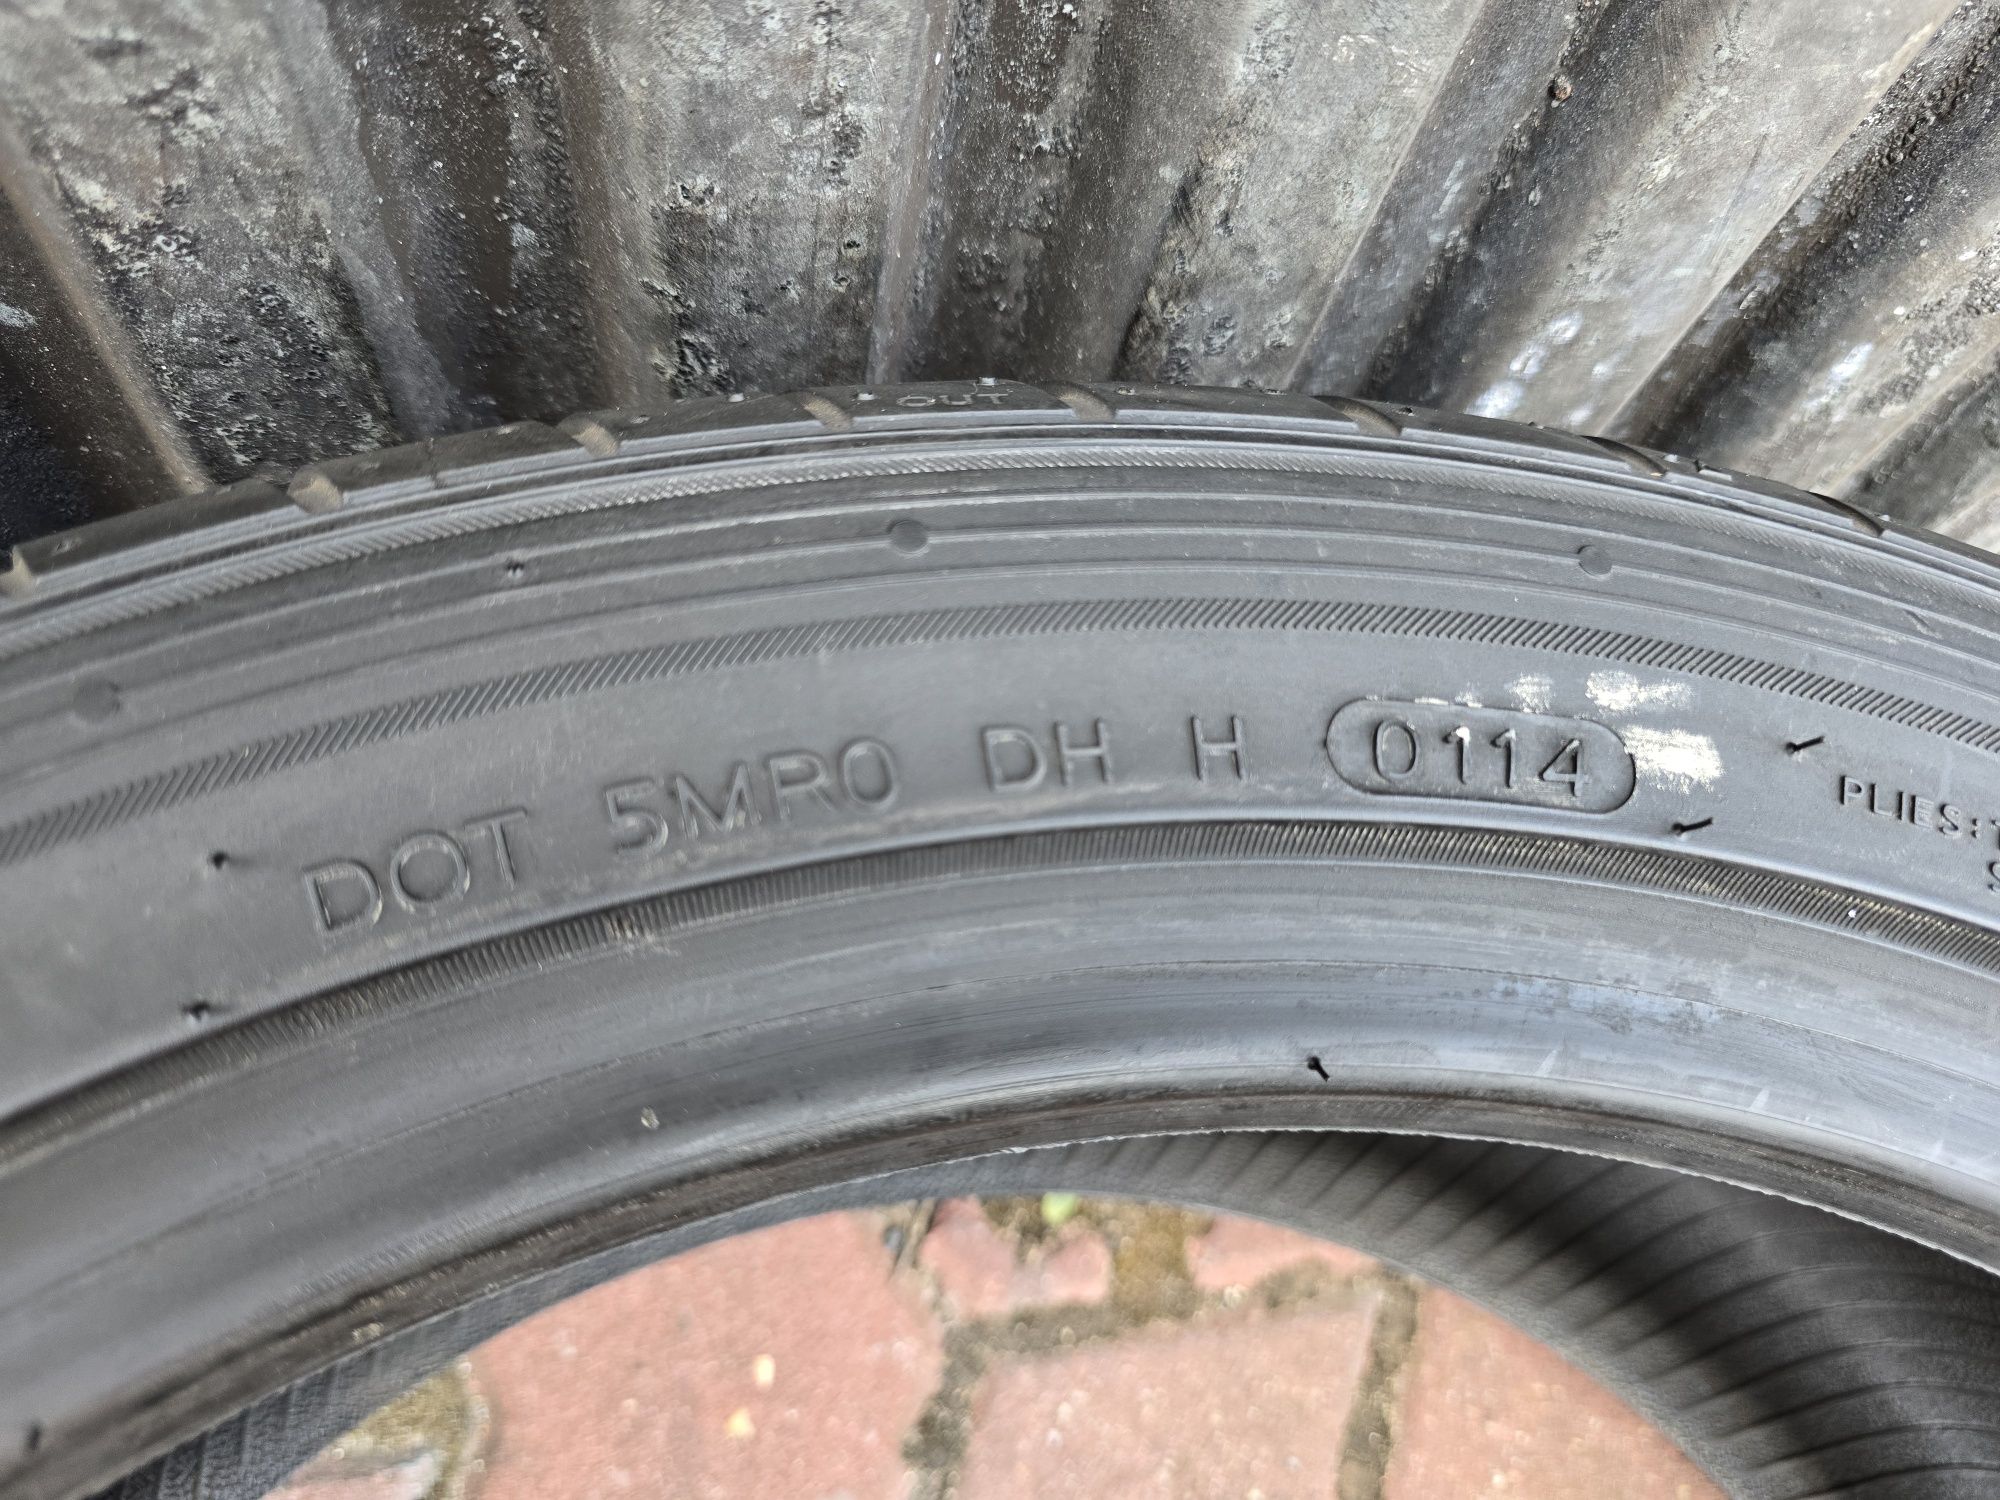 OUT
DOT 5MR0 DH H 0114
PLIES: